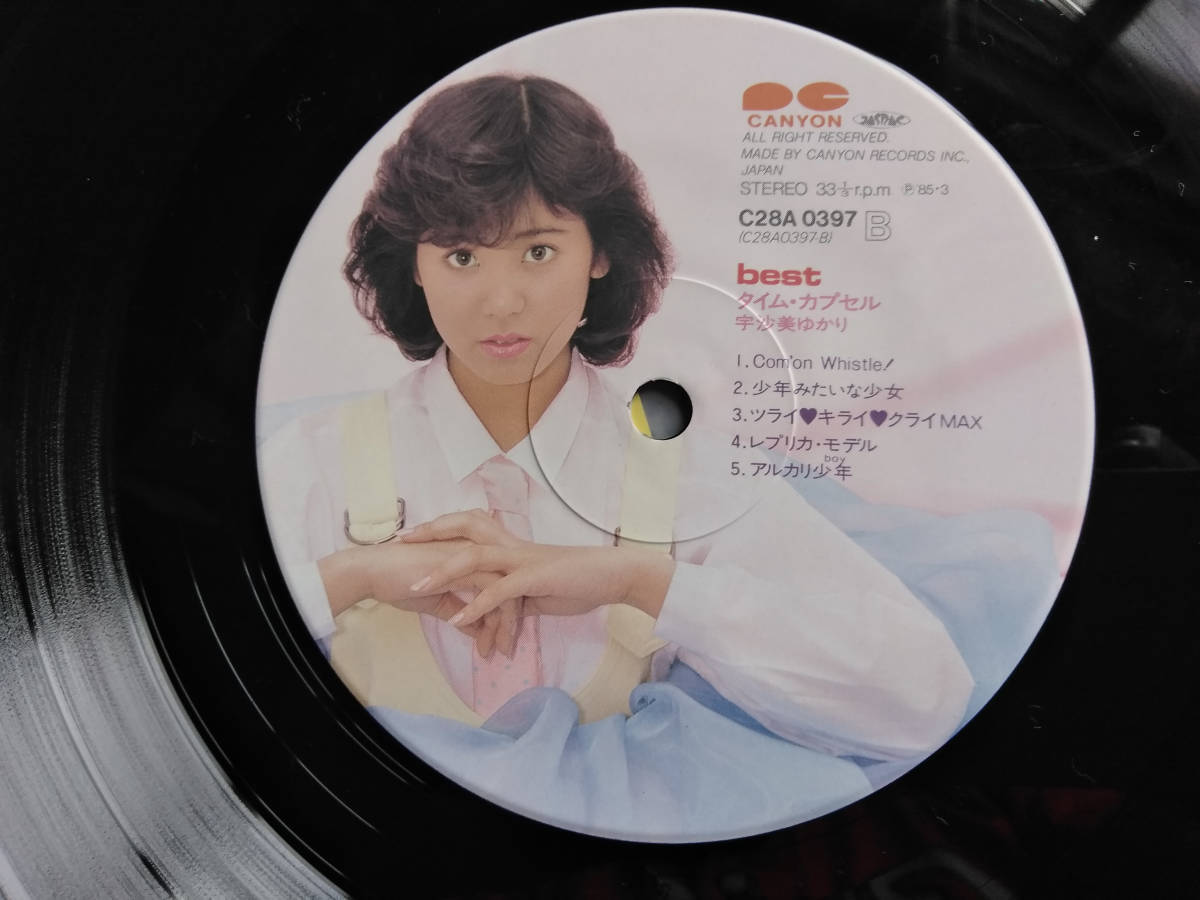 CANYON JASRAC
ALL RIGHT RESERVED.
MADE BY CANYON RECORDS INC.,
JAPAN
STEREO 33⅓r.p.m Ⓟ'85・3
C28A 0397 B
(C28A0397-B)
best
タイム・カプセル
宇沙美ゆかり
1. Com'on Whistle!
2. 少年みたいな少女
3. ツライ♥キライ♥クライMAX
4. レプリカ・モデル
boy
5. アルカリ少年